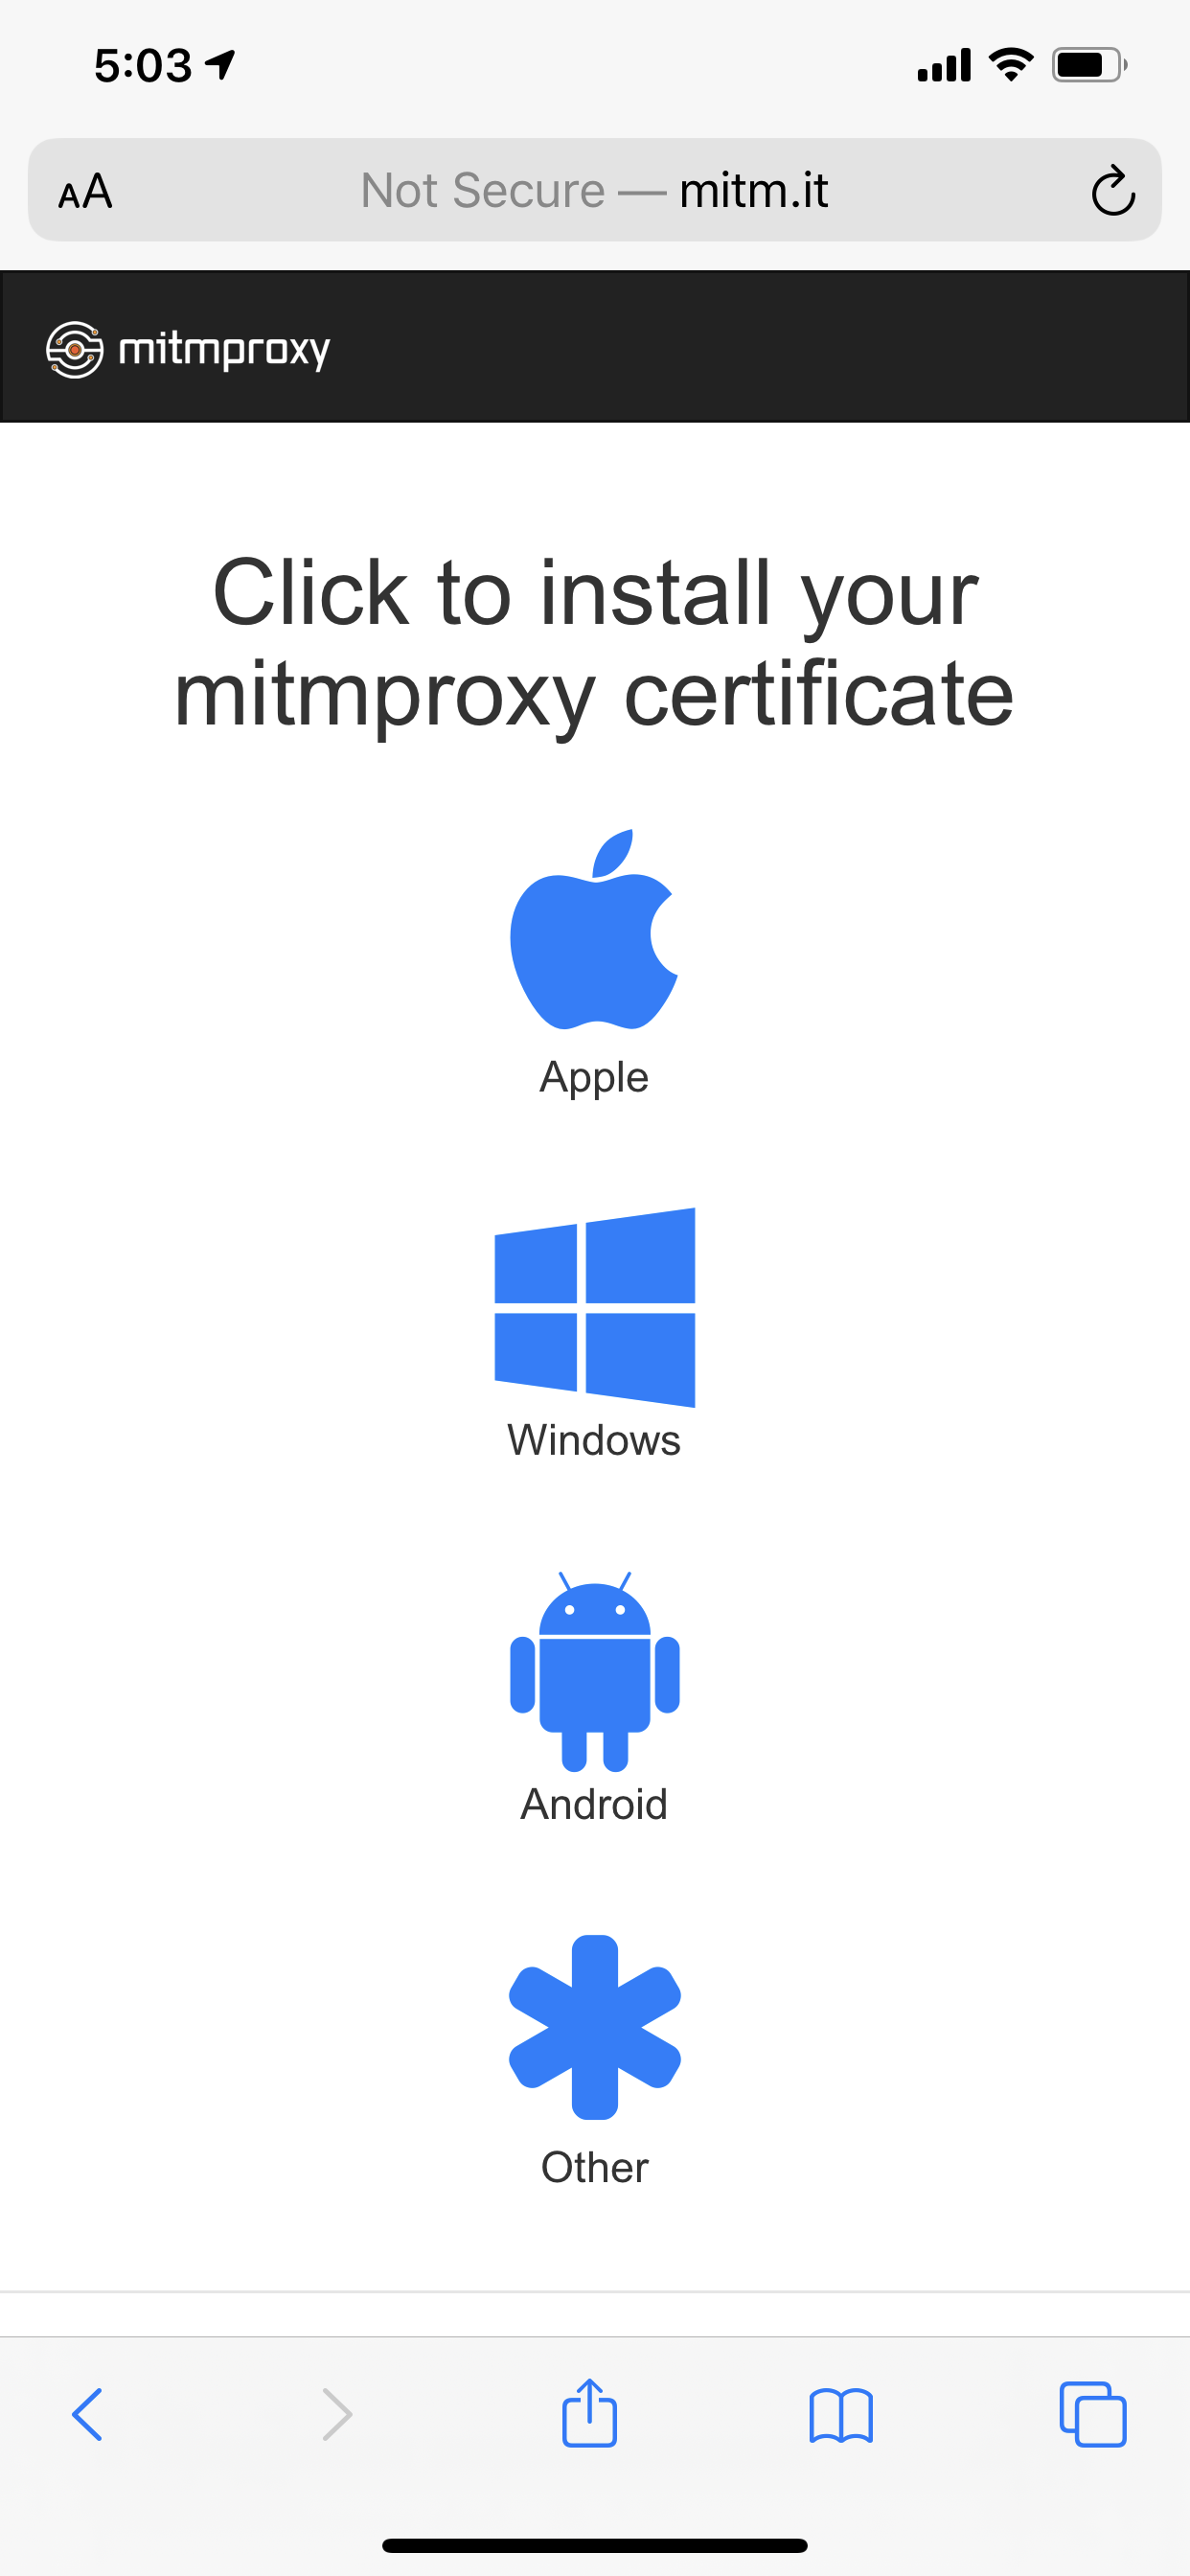 5:03
AA Not Secure — mitm.it
mitmproxy
Click to install your
mitmproxy certificate
Apple
Windows
Android
Other